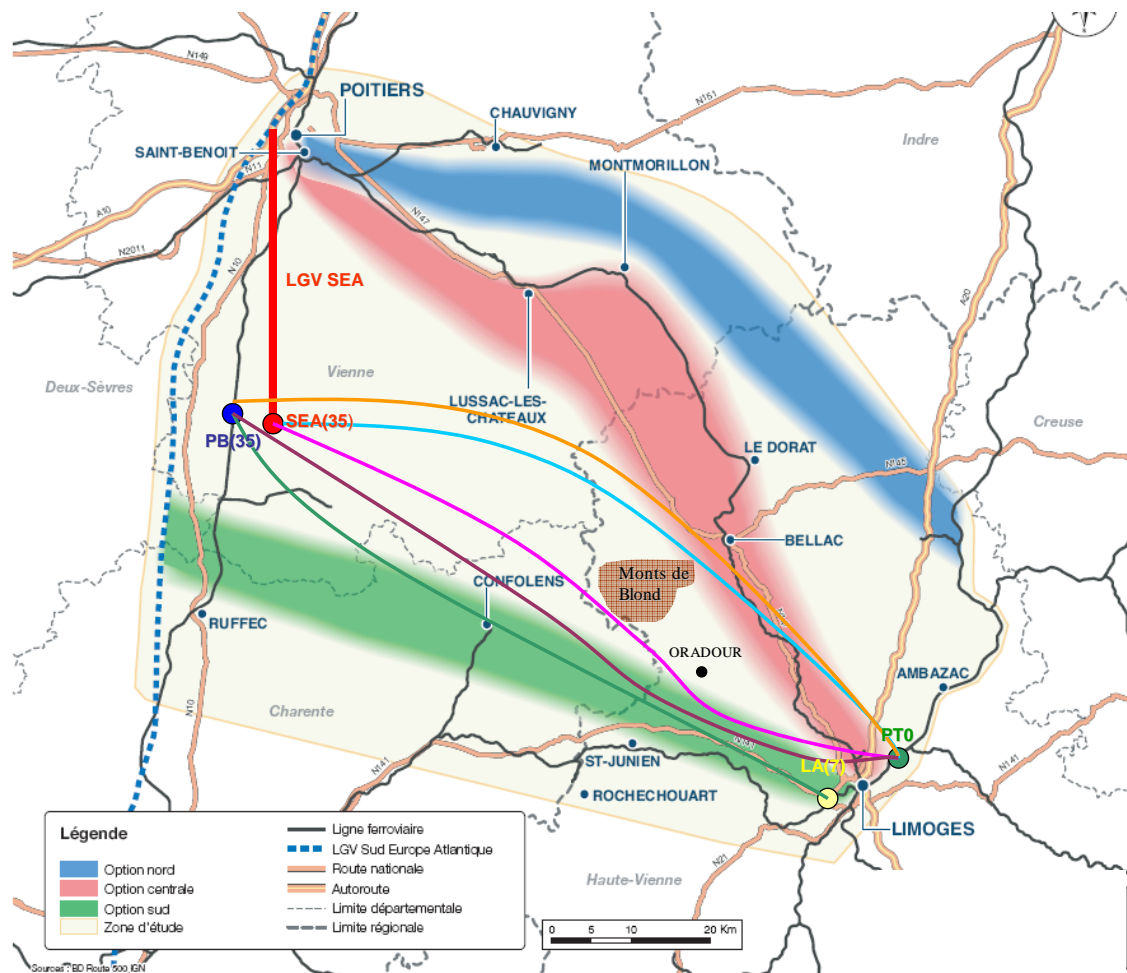 N149
POITIERS
CHAUVIGNY
N151
Indre
SAINT-BENOIT
MONTMORILLON
N11
A10
N147
N2011
N10
A20
LGV SEA
Deux-Sèvres
Vienne
LUSSAC-LES-
CHATEAUX
Creuse
SEA(35)
PB(35)
LE DORAT
N145
BELLAC
Monts de
Blond
CONFOLENS
RUFFEC
ORADOUR
AMBAZAC
N10
Charente
PT0
N141
ST-JUNIEN
LA(7)
N141
ROCHECHOUART
LIMOGES
N21
Haute-Vienne
Légende
Option nord
Option centrale
Option sud
Zone d'étude
Ligne ferroviaire
LGV Sud Europe Atlantique
Route nationale
Autoroute
Limite départementale
Limite régionale
0 5 10 20 Km
Sources : BD Route 500, IGN